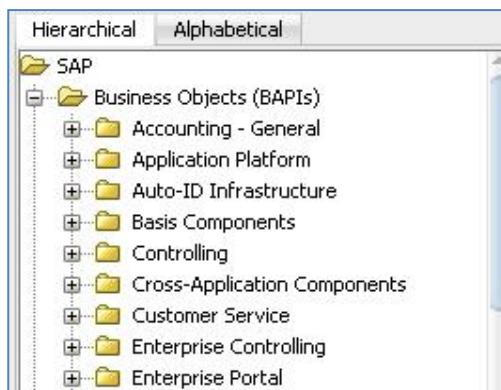 Hierarchical Alphabetical
SAP
Business Objects (BAPIs)
Accounting - General
Application Platform
Auto-ID Infrastructure
Basis Components
Controlling
Cross-Application Components
Customer Service
Enterprise Controlling
Enterprise Portal